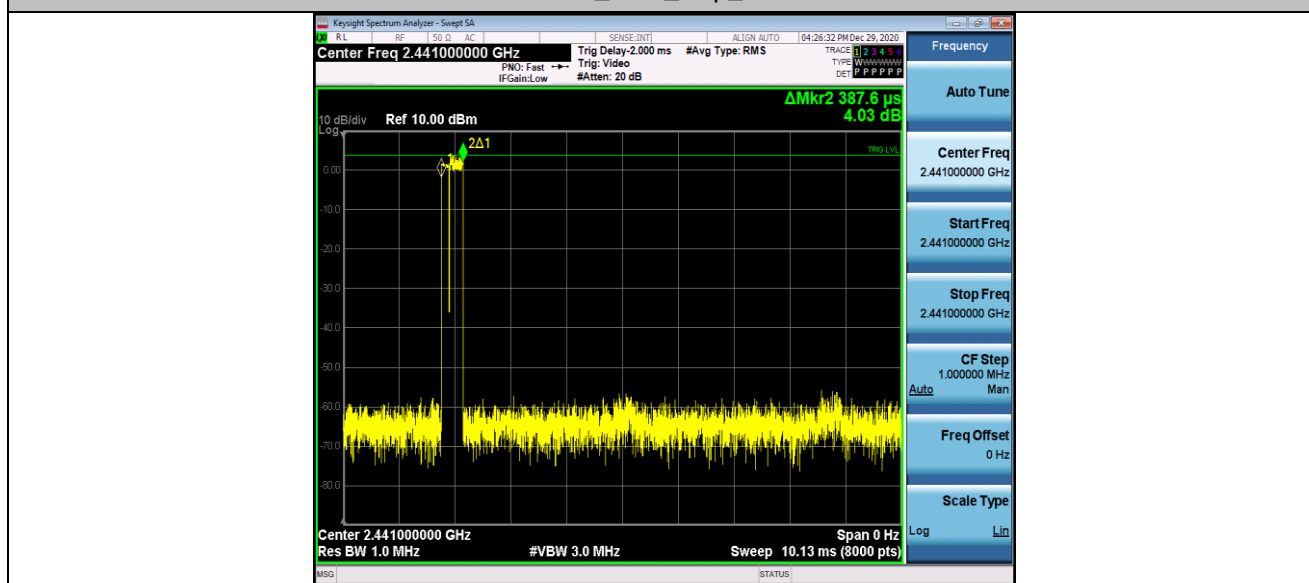 Keysight Spectrum Analyzer - Swept SA
RL RF 50 Ω AC SENSE:INT ALIGN AUTO 04:26:32 PM Dec 29, 2020
Center Freq 2.441000000 GHz
PNO: Fast
IFGain:Low
Trig Delay-2.000 ms
Trig: Video
#Atten: 20 dB
#Avg Type: RMS
TRACE 1 2 3 4 5 6
TYPE WWWWWW
DET P P P P P P
ΔMkr2 387.6 µs
4.03 dB
10 dB/div
Log
Ref 10.00 dBm
2Δ1
TRIG LVL
0.00
-10.0
-20.0
-30.0
-40.0
-50.0
-60.0
-70.0
-80.0
Center 2.441000000 GHz
Span 0 Hz
Res BW 1.0 MHz
#VBW 3.0 MHz
Sweep 10.13 ms (8000 pts)
MSG
STATUS
Frequency
Auto Tune
Center Freq
2.441000000 GHz
Start Freq
2.441000000 GHz
Stop Freq
2.441000000 GHz
CF Step
1.000000 MHz
Auto Man
Freq Offset
0 Hz
Scale Type
Log Lin